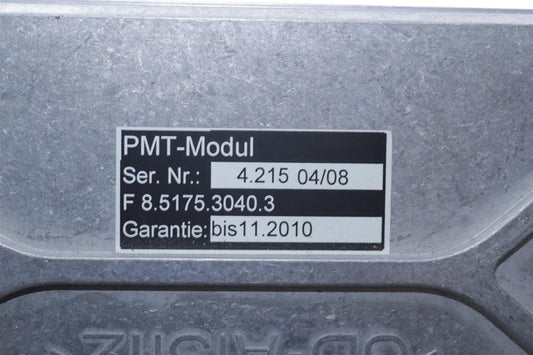 PMT-Modul
Ser. Nr.: 4.215 04/08
F 8.5175.3040.3
Garantie: bis11.2010